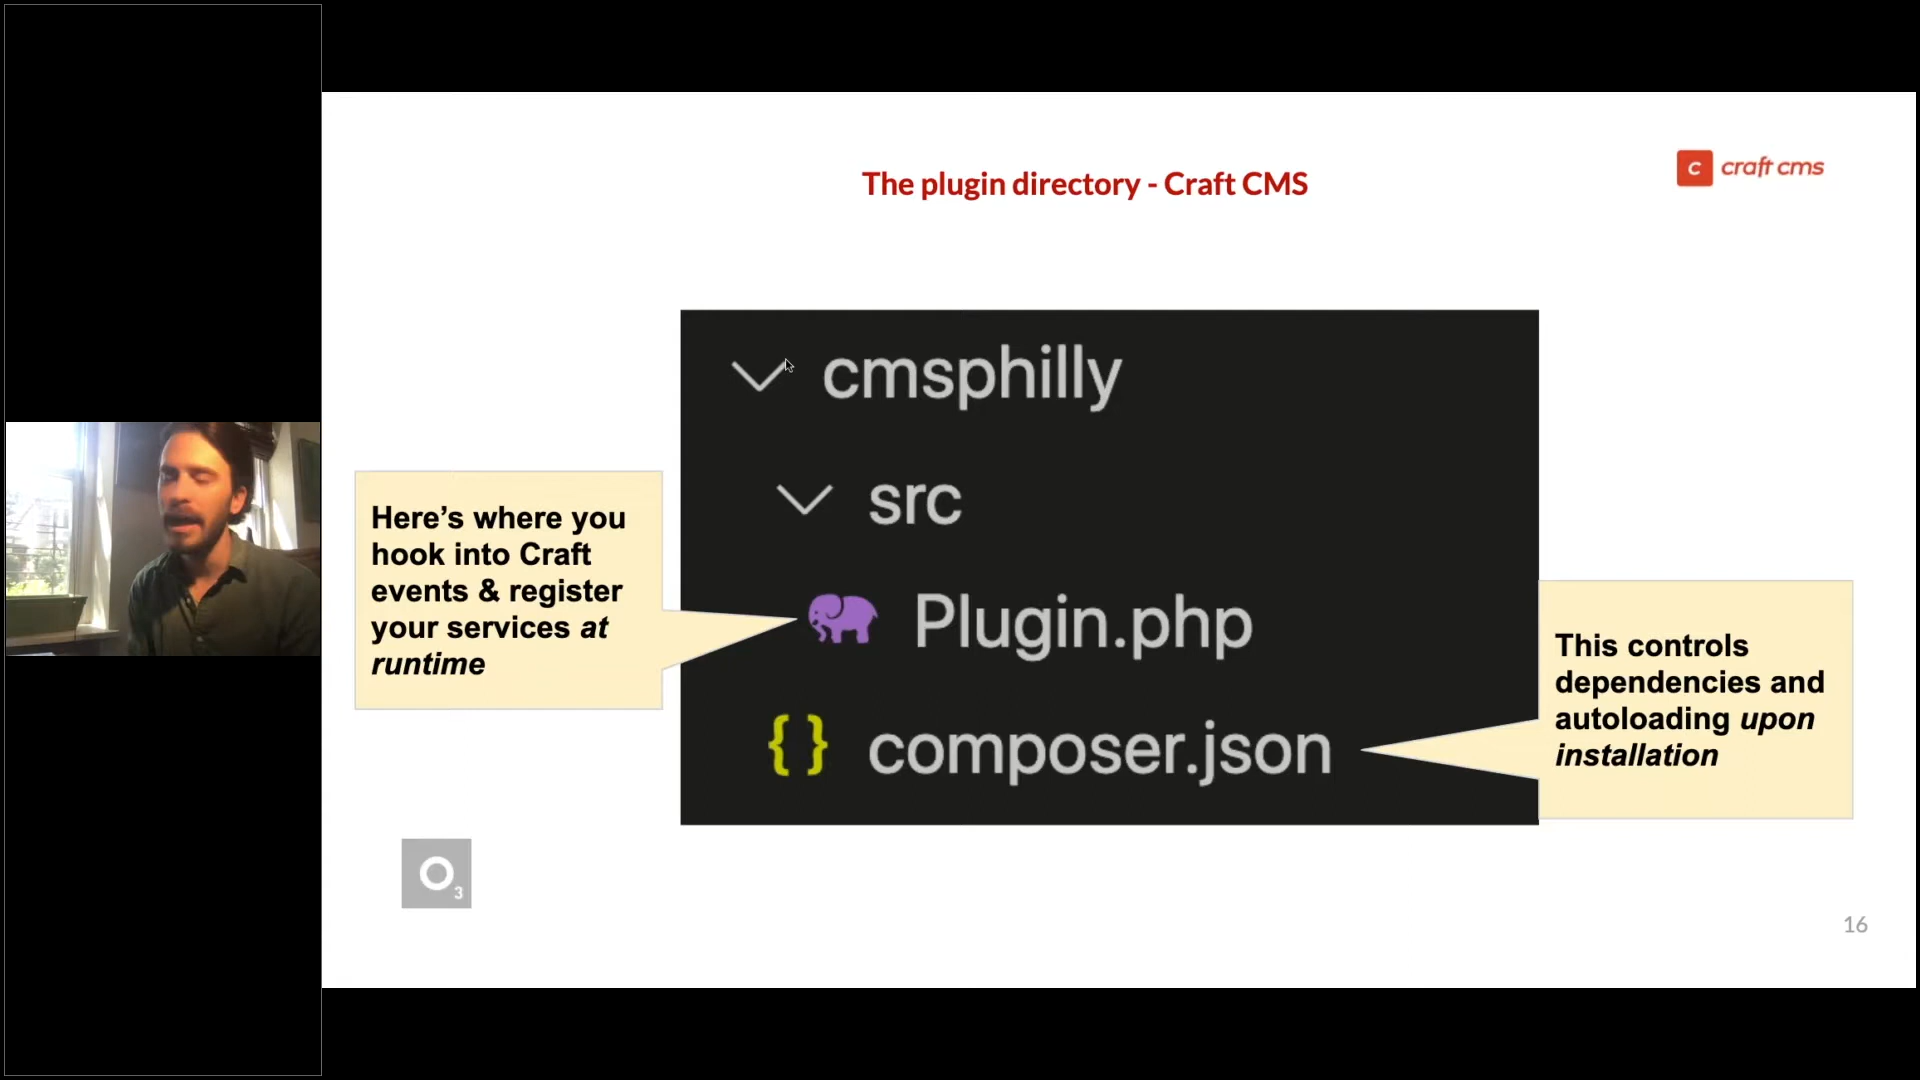 The plugin directory - Craft CMS
c craft cms
cmsphilly
src
Plugin.php
{} composer.json
Here’s where you
hook into Craft
events & register
your services at
runtime
This controls
dependencies and
autoloading upon
installation
O3
16